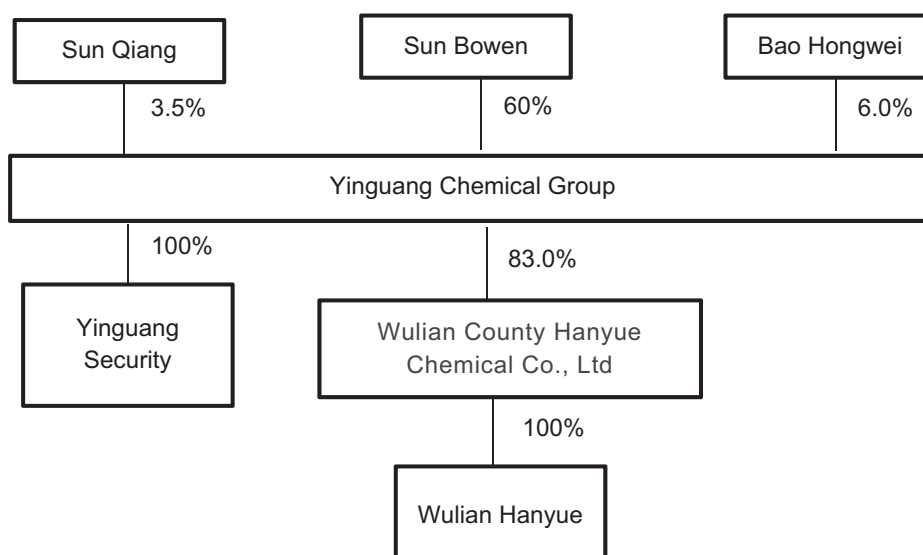 Sun Qiang
Sun Bowen
Bao Hongwei
3.5%
60%
6.0%
Yinguang Chemical Group
100%
83.0%
Yinguang
Security
Wulian County Hanyue
Chemical Co., Ltd
100%
Wulian Hanyue